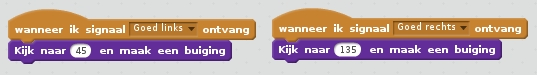 wanneer ik signaal Goed links ontvang
Kijk naar 45 en maak een buiging
wanneer ik signaal Goed rechts ontvang
Kijk naar 135 en maak een buiging